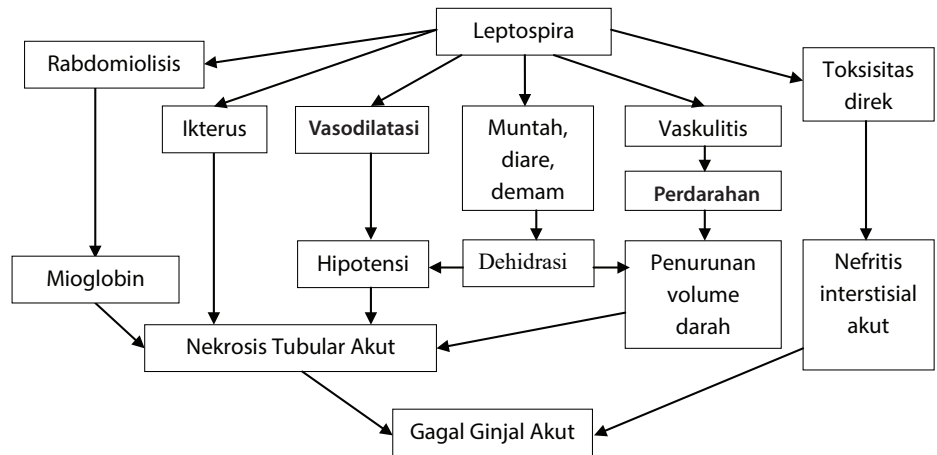 Leptospira
Rabdomiolisis
Toksisitas
direk
Ikterus
Vasodilatasi
Muntah,
diare,
demam
Vaskulitis
Perdarahan
Mioglobin
Hipotensi
Dehidrasi
Penurunan
volume
darah
Nefritis
interstisial
akut
Nekrosis Tubular Akut
Gagal Ginjal Akut